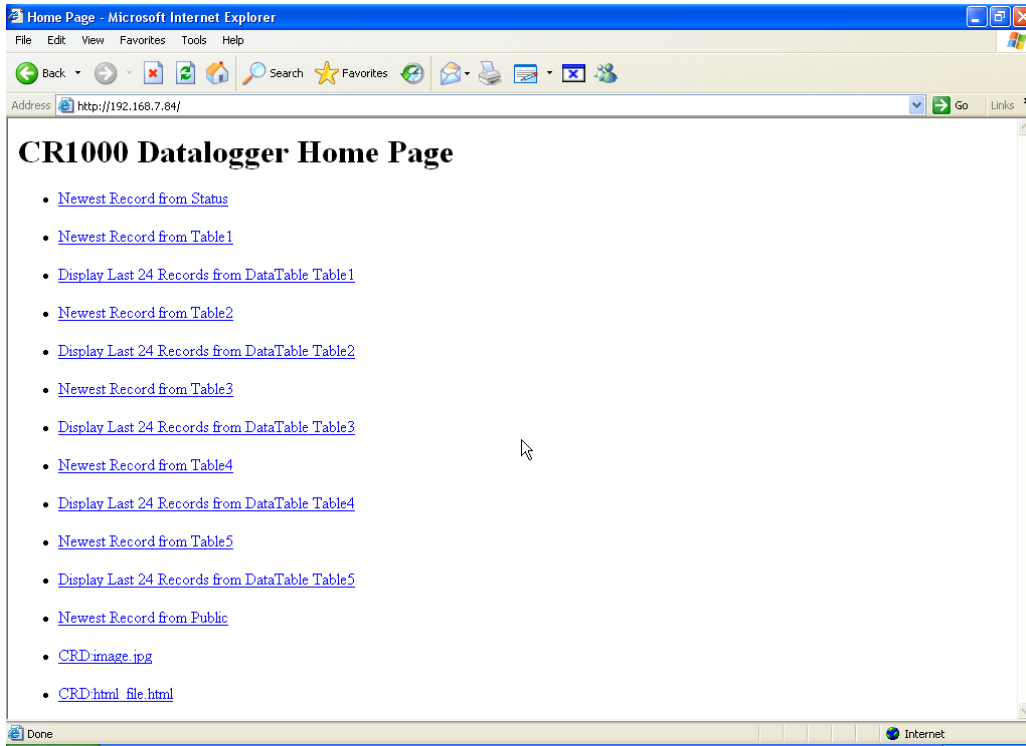 Home Page - Microsoft Internet Explorer
File Edit View Favorites Tools Help
Back Search Favorites
Address http://192.168.7.84/ Go Links
CR1000 Datalogger Home Page
• Newest Record from Status
• Newest Record from Table1
• Display Last 24 Records from DataTable Table1
• Newest Record from Table2
• Display Last 24 Records from DataTable Table2
• Newest Record from Table3
• Display Last 24 Records from DataTable Table3
• Newest Record from Table4
• Display Last 24 Records from DataTable Table4
• Newest Record from Table5
• Display Last 24 Records from DataTable Table5
• Newest Record from Public
• CRD:image.jpg
• CRD:html_file.html
Done Internet